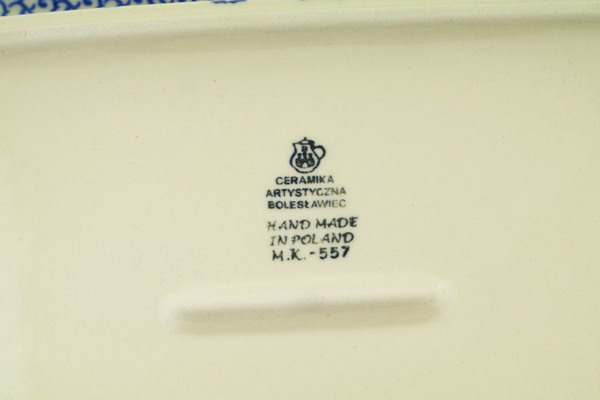 CERAMIKA
ARTYSTYCZNA
BOLESŁAWIEC
HAND MADE
IN POLAND
M.K. - 557